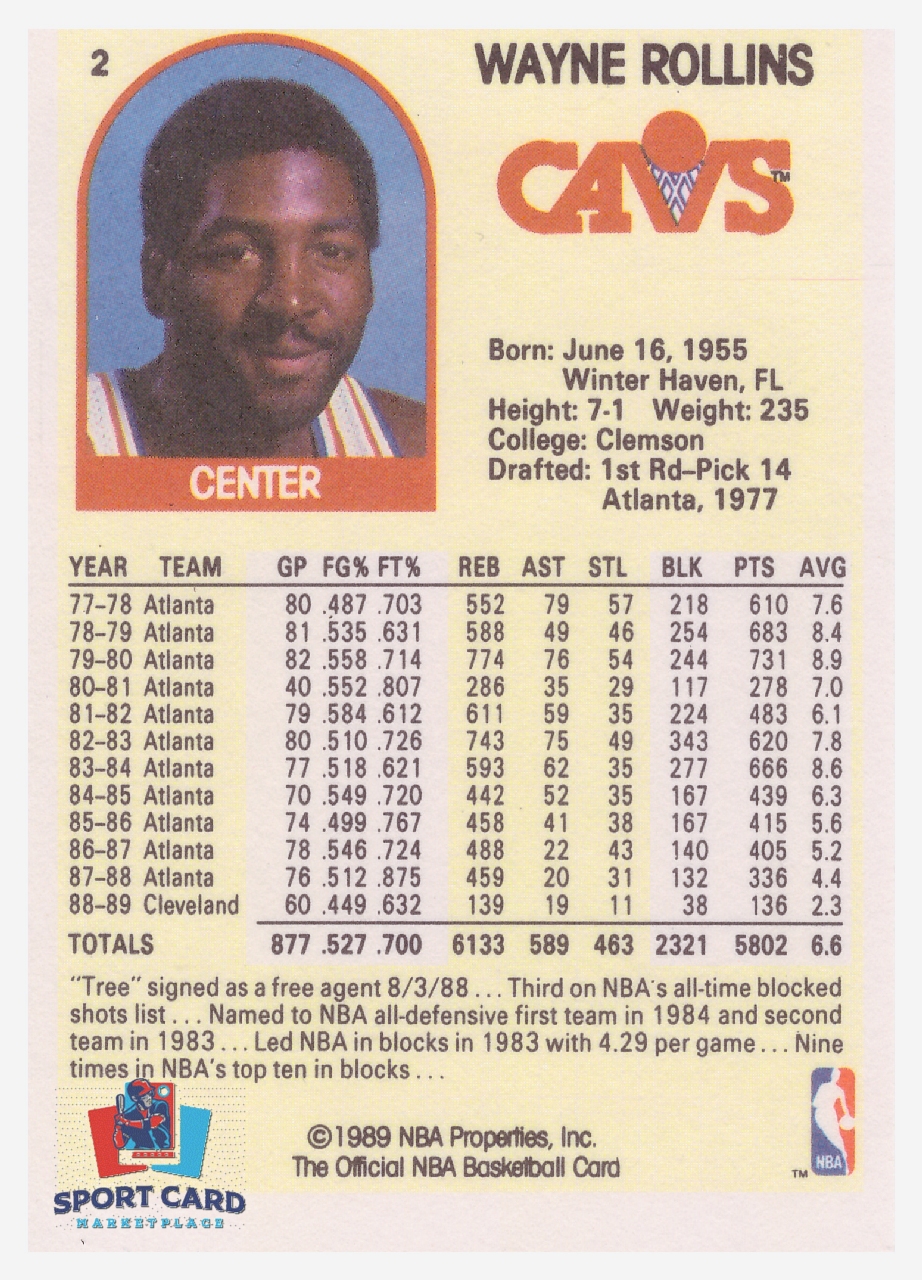 2
WAYNE ROLLINS
CAVS™
Born: June 16, 1955
Winter Haven, FL
Height: 7-1 Weight: 235
College: Clemson
Drafted: 1st Rd–Pick 14
Atlanta, 1977
CENTER
YEAR TEAM GP FG% FT% REB AST STL BLK PTS AVG
77–78 Atlanta 80 .487 .703 552 79 57 218 610 7.6
78–79 Atlanta 81 .535 .631 588 49 46 254 683 8.4
79–80 Atlanta 82 .558 .714 774 76 54 244 731 8.9
80–81 Atlanta 40 .552 .807 286 35 29 117 278 7.0
81–82 Atlanta 79 .584 .612 611 59 35 224 483 6.1
82–83 Atlanta 80 .510 .726 743 75 49 343 620 7.8
83–84 Atlanta 77 .518 .621 593 62 35 277 666 8.6
84–85 Atlanta 70 .549 .720 442 52 35 167 439 6.3
85–86 Atlanta 74 .499 .767 458 41 38 167 415 5.6
86–87 Atlanta 78 .546 .724 488 22 43 140 405 5.2
87–88 Atlanta 76 .512 .875 459 20 31 132 336 4.4
88–89 Cleveland 60 .449 .632 139 19 11 38 136 2.3
TOTALS 877 .527 .700 6133 589 463 2321 5802 6.6
"Tree" signed as a free agent 8/3/88 . . . Third on NBA's all-time blocked
shots list . . . Named to NBA all-defensive first team in 1984 and second
team in 1983 . . . Led NBA in blocks in 1983 with 4.29 per game . . . Nine
times in NBA's top ten in blocks . . .
©1989 NBA Properties, Inc.
The Official NBA Basketball Card
™ NBA
SPORT CARD
MARKETPLACE